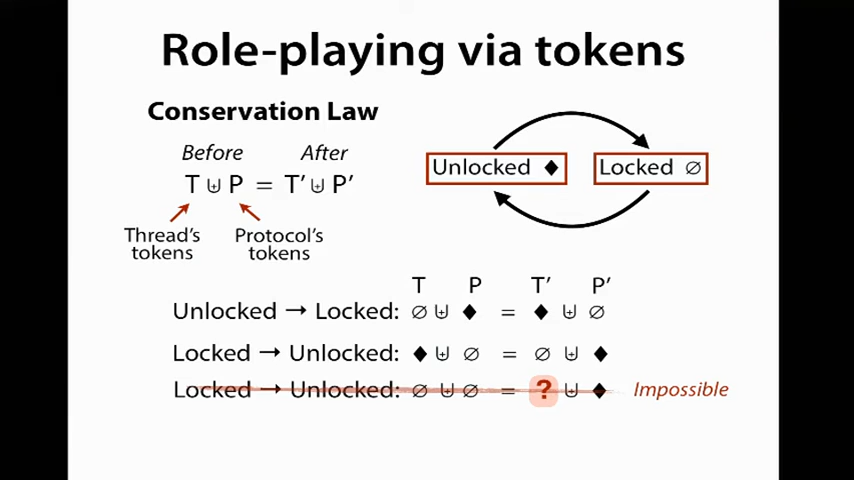 Role-playing via tokens
Conservation Law
Before After
T ⊎ P = T′ ⊎ P′
Thread's tokens
Protocol's tokens
Unlocked ♦
Locked ∅
T P T′ P′
Unlocked → Locked: ∅ ⊎ ♦ = ♦ ⊎ ∅
Locked → Unlocked: ♦ ⊎ ∅ = ∅ ⊎ ♦
Locked → Unlocked: ∅ ⊎ ∅ = ? ⊎ ♦ Impossible